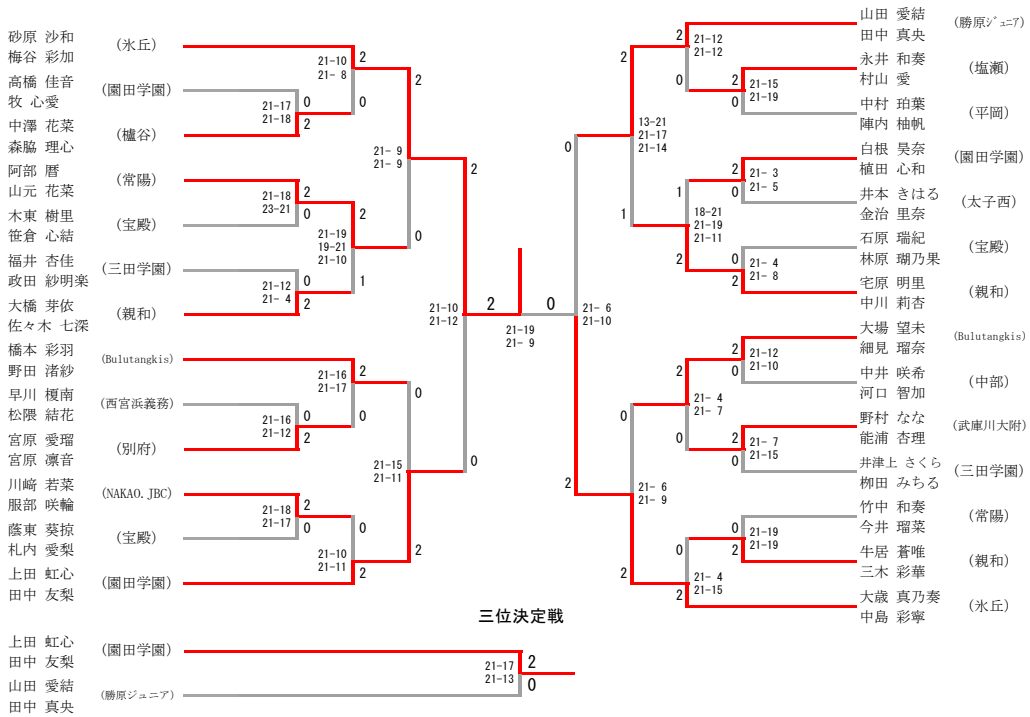 砂原 沙和
梅谷 彩加
(氷丘)
高橋 佳音
牧 心愛
(園田学園)
中澤 花菜
森脇 理心
(櫨谷)
阿部 暦
山元 花菜
(常陽)
木東 樹里
笹倉 心結
(宝殿)
福井 杏佳
政田 紗明楽
(三田学園)
大橋 芽依
佐々木 七深
(親和)
橋本 彩羽
野田 渚紗
(Bulutangkis)
早川 榎南
松隈 結花
(西宮浜義務)
宮原 愛瑠
宮原 凛音
(別府)
川﨑 若菜
服部 咲輪
(NAKAO.JBC)
蔭東 葵掠
札内 愛梨
(宝殿)
上田 虹心
田中 友梨
(園田学園)
21-10
21- 8
2
0
21-17
21-18
0
2
21-18
23-21
2
0
21-19
19-21
21-10
2
1
21-12
21- 4
0
2
21- 9
21- 9
2
0
21-16
21-17
2
0
21-16
21-12
0
2
21-18
21-17
2
0
21-10
21-11
0
2
21-15
21-11
0
2
21-10
21-12
2
0
2
0
21-19
21- 9
山田 愛結
田中 真央
(勝原ジュニア)
永井 和奏
村山 愛
(塩瀬)
中村 珀葉
陣内 柚帆
(平岡)
白根 昊奈
植田 心和
(園田学園)
井本 きはる
金治 里奈
(太子西)
石原 瑞紀
林原 瑚乃果
(宝殿)
宅原 明里
中川 莉杏
(親和)
大場 望未
細見 瑠奈
(Bulutangkis)
中井 咲希
河口 智加
(中部)
野村 なな
能浦 杏理
(武庫川大附)
井津上 さくら
栁田 みちる
(三田学園)
竹中 和奏
今井 瑠菜
(常陽)
牛居 蒼唯
三木 彩華
(親和)
大歳 真乃奏
中島 彩寧
(氷丘)
2
0
21-12
21-12
2
0
21-15
21-19
2
1
13-21
21-17
21-14
2
0
21- 3
21- 5
1
2
18-21
21-19
21-11
0
2
21- 4
21- 8
0
2
21- 6
21-10
2
0
21-12
21-10
2
0
21- 4
21- 7
2
0
21- 7
21-15
0
2
21- 6
21- 9
0
2
21-19
21-19
0
2
21- 4
21-15
三位決定戦
上田 虹心
田中 友梨
(園田学園)
山田 愛結
田中 真央
(勝原ジュニア)
21-17
21-13
2
0